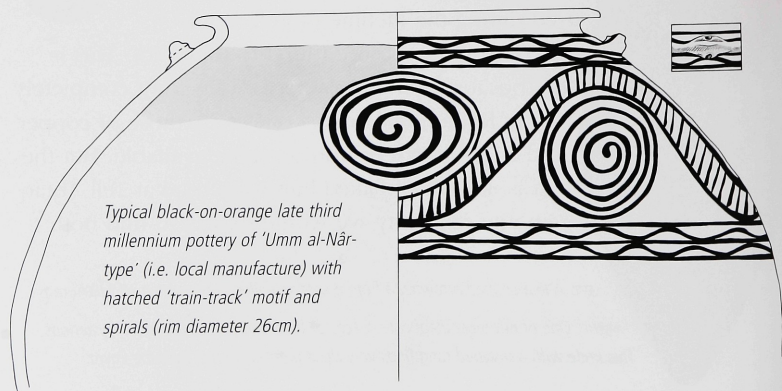 Typical black-on-orange late third
millennium pottery of ‘Umm al-Nâr-
type’ (i.e. local manufacture) with
hatched ‘train-track’ motif and
spirals (rim diameter 26cm).